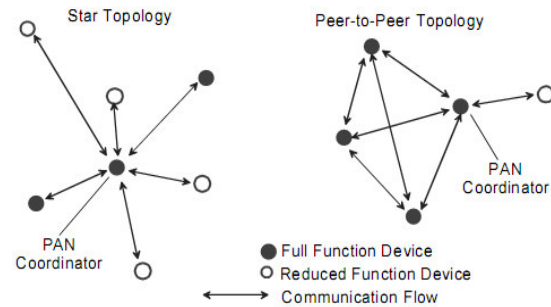 Star Topology
Peer-to-Peer Topology
PAN
Coordinator
PAN
Coordinator
Full Function Device
Reduced Function Device
Communication Flow